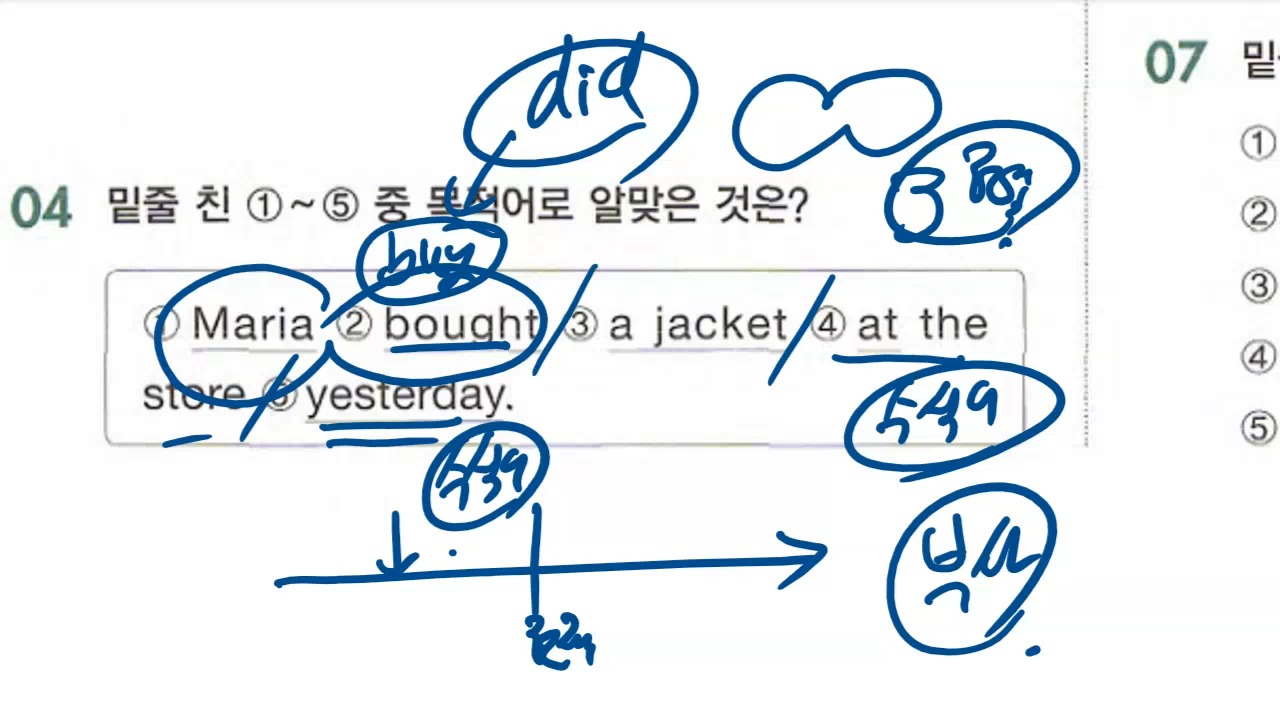 did
07 밑
04 밑줄 친 ①~⑤ 중 목적어로 알맞은 것은?
buy
① Maria ② bought ③ a jacket ④ at the
store ⑤ yesterday.
①
②
③
④
⑤
수식어
수식어
부사
현재